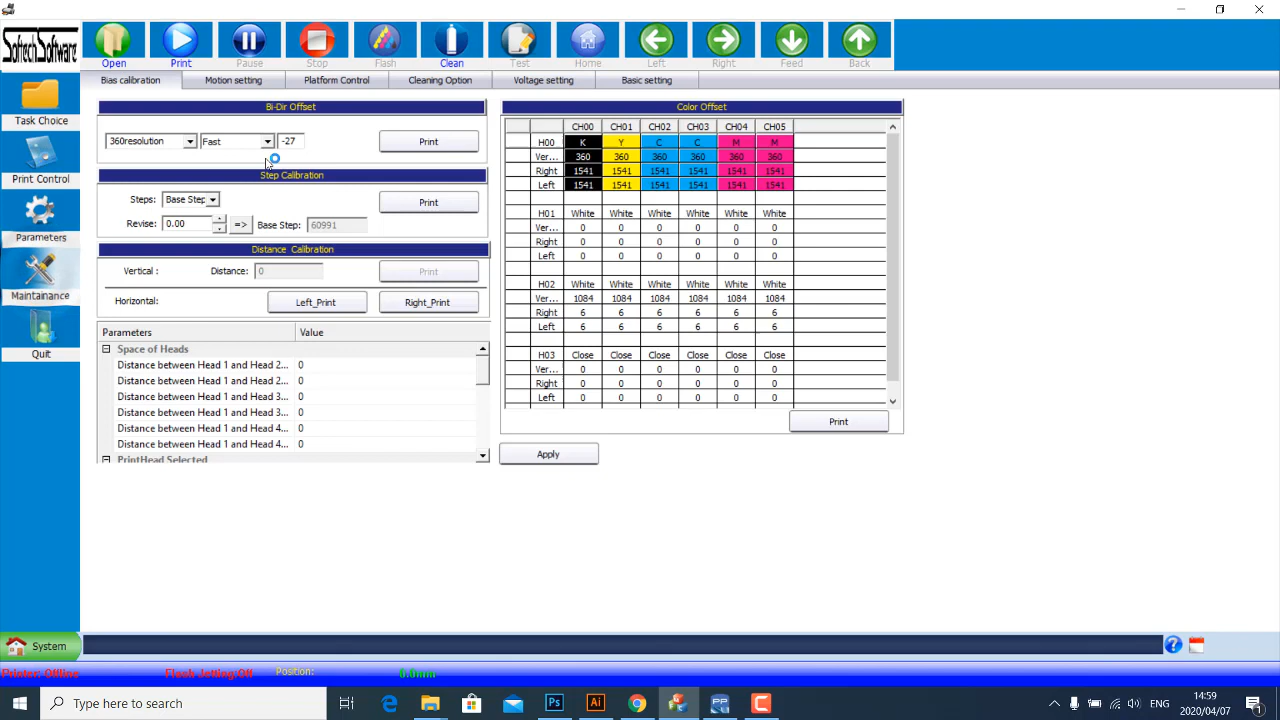 SoftechSoftware
Open
Print
Pause
Stop
Flash
Clean
Test
Home
Left
Right
Feed
Back
Task Choice
Print Control
Parameters
Maintainance
Quit
Bias calibration
Motion setting
Platform Control
Cleaning Option
Voltage setting
Basic setting
Bi-Dir Offset
360resolution Fast -27 Print
Step Calibration
Steps: Base Step Print
Revise: 0.00 => Base Step: 60991
Distance Calibration
Vertical : Distance: 0 Print
Horizontal: Left_Print Right_Print
Parameters Value
Space of Heads
Distance between Head 1 and Head 2... 0
Distance between Head 1 and Head 2... 0
Distance between Head 1 and Head 3... 0
Distance between Head 1 and Head 3... 0
Distance between Head 1 and Head 4... 0
Distance between Head 1 and Head 4... 0
PrintHead Selected
Color Offset
CH00 CH01 CH02 CH03 CH04 CH05
H00 K Y C C M M
Ver... 360 360 360 360 360 360
Right 1541 1541 1541 1541 1541 1541
Left 1541 1541 1541 1541 1541 1541
H01 White White White White White White
Ver... 0 0 0 0 0 0
Right 0 0 0 0 0 0
Left 0 0 0 0 0 0
H02 White White White White White White
Ver... 1084 1084 1084 1084 1084 1084
Right 6 6 6 6 6 6
Left 6 6 6 6 6 6
H03 Close Close Close Close Close Close
Ver... 0 0 0 0 0 0
Right 0 0 0 0 0 0
Left 0 0 0 0 0 0
Print
Apply
System
Printer: Offline Flash Jetting:Off Position: 0.0mm
Type here to search
Ps
Ai
PP
ENG
14:59
2020/04/07
1